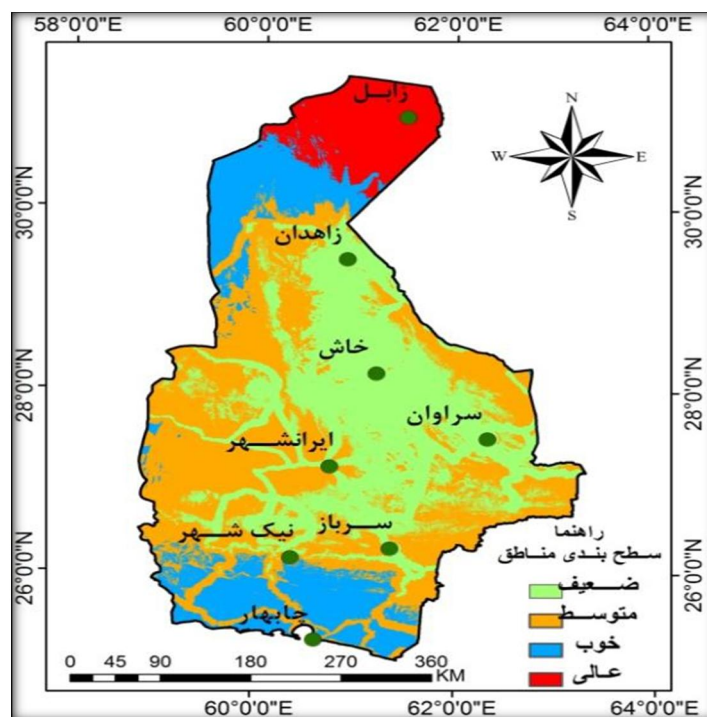 58°0'0"E 60°0'0"E 62°0'0"E 64°0'0"E
زابل
N
W E
S
30°0'0"N 30°0'0"N
زاهدان
خاش
28°0'0"N 28°0'0"N
سراوان
ایرانشهر
سرباز
نیک شهر
26°0'0"N 26°0'0"N
چابهار
راهنما
سطح بندی مناطق
ضعیف
متوسط
خوب
عالی
0 45 90 180 270 360
KM
60°0'0"E 62°0'0"E 64°0'0"E